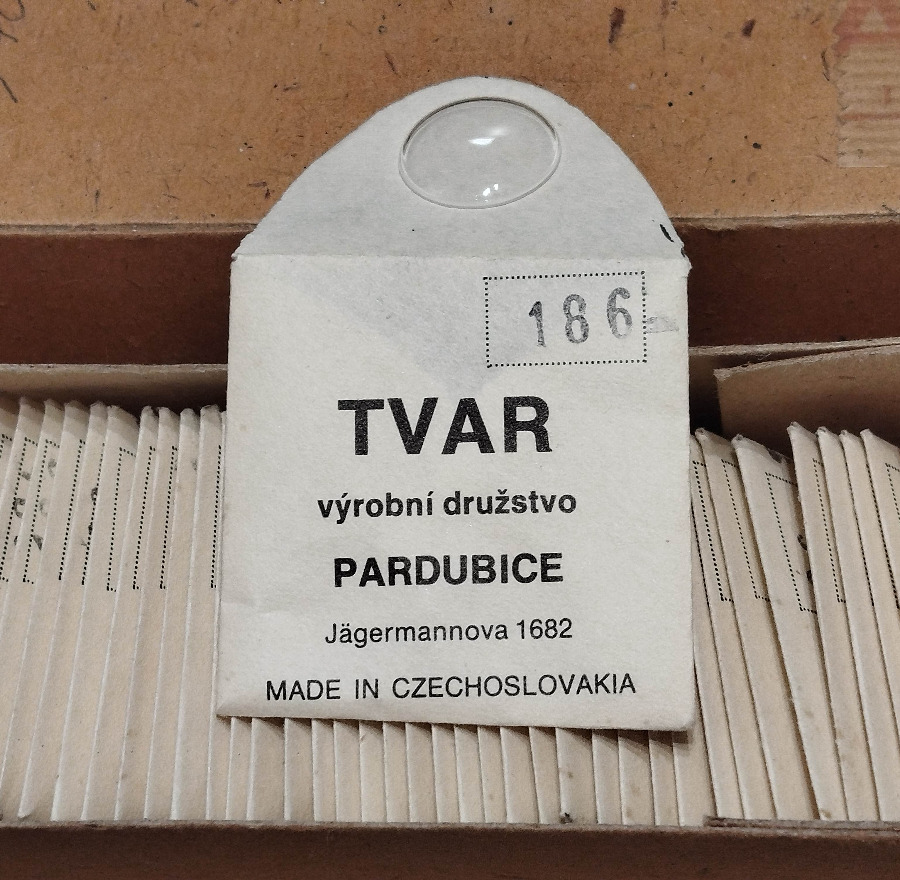 186
TVAR
výrobní družstvo
PARDUBICE
Jägermannova 1682
MADE IN CZECHOSLOVAKIA